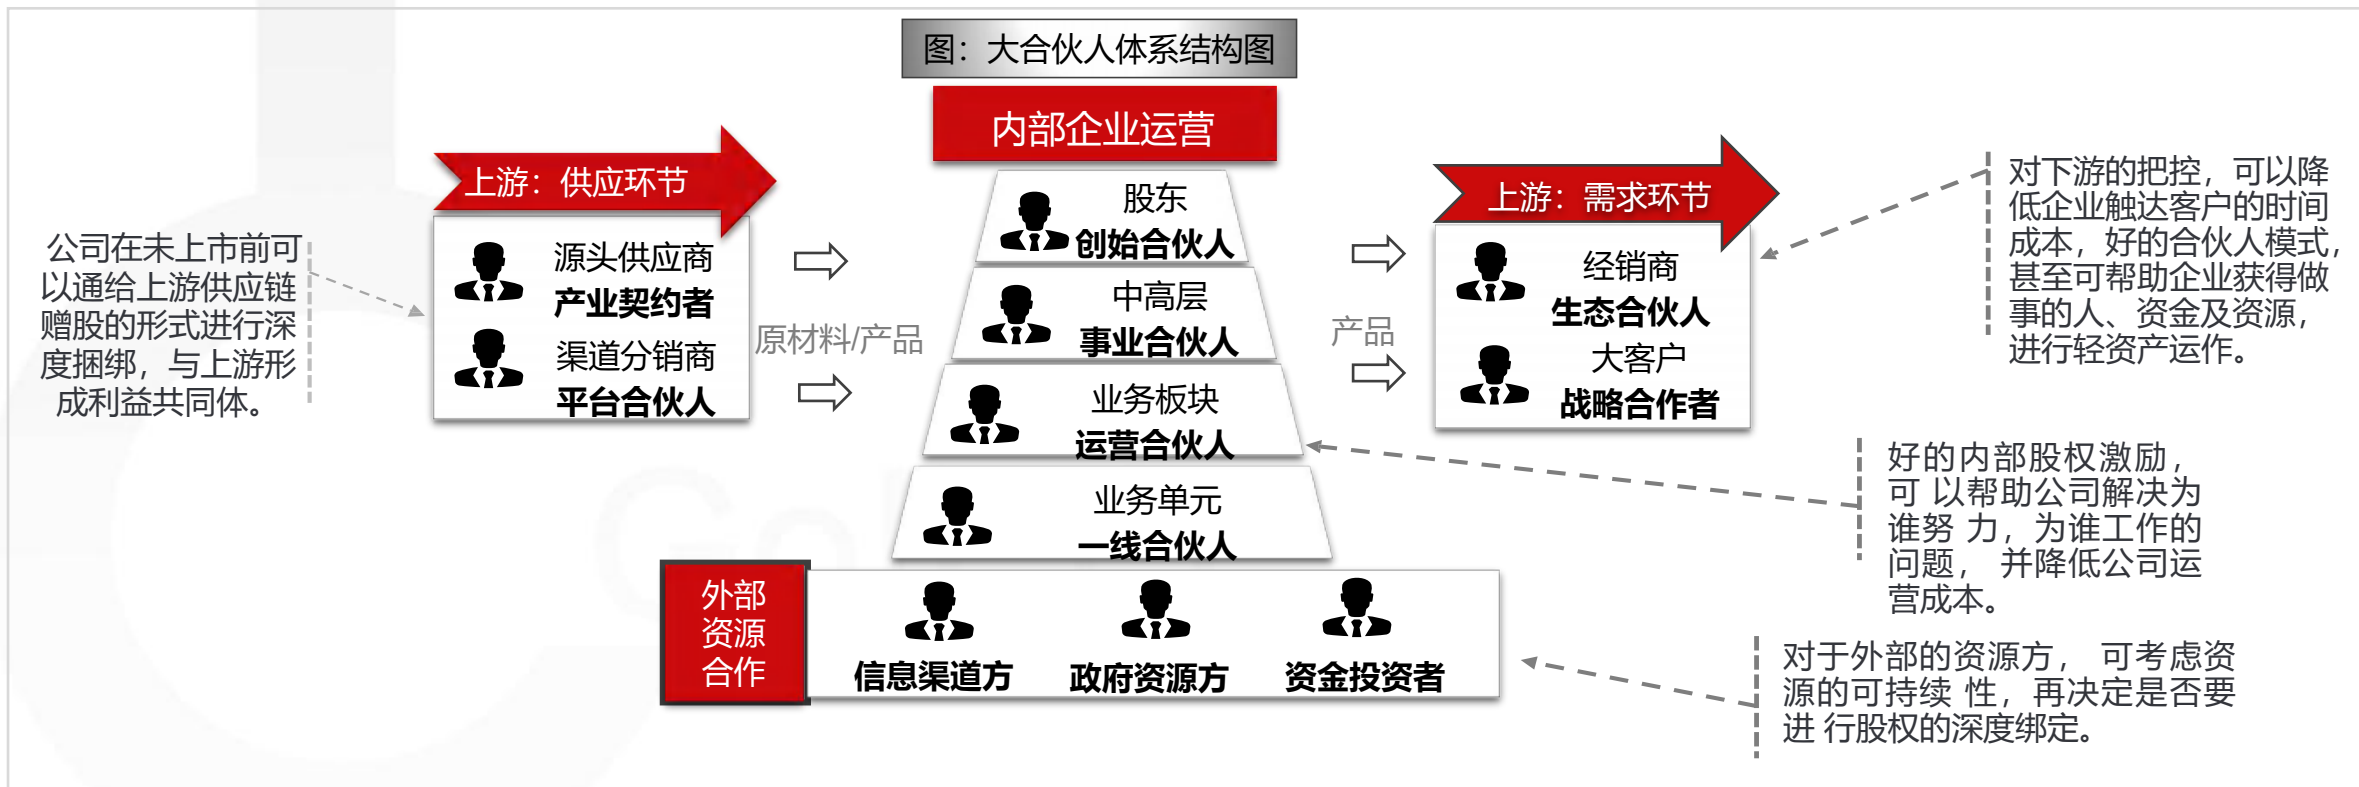 图：大合伙人体系结构图
内部企业运营
上游：供应环节
源头供应商
产业契约者
渠道分销商
平台合伙人
公司在未上市前可
以通给上游供应链
赠股的形式进行深
度捆绑，与上游形
成利益共同体。
原材料/产品
股东
创始合伙人
中高层
事业合伙人
业务板块
运营合伙人
业务单元
一线合伙人
产品
上游：需求环节
经销商
生态合伙人
大客户
战略合作者
对下游的把控，可以降
低企业触达客户的时间
成本，好的合伙人模式，
甚至可帮助企业获得做
事的人、资金及资源，
进行轻资产运作。
好的内部股权激励，
可 以帮助公司解决为
谁努 力，为谁工作的
问题， 并降低公司运
营成本。
外部
资源
合作
信息渠道方
政府资源方
资金投资者
对于外部的资源方， 可考虑资
源的可持续 性，再决定是否要
进 行股权的深度绑定。